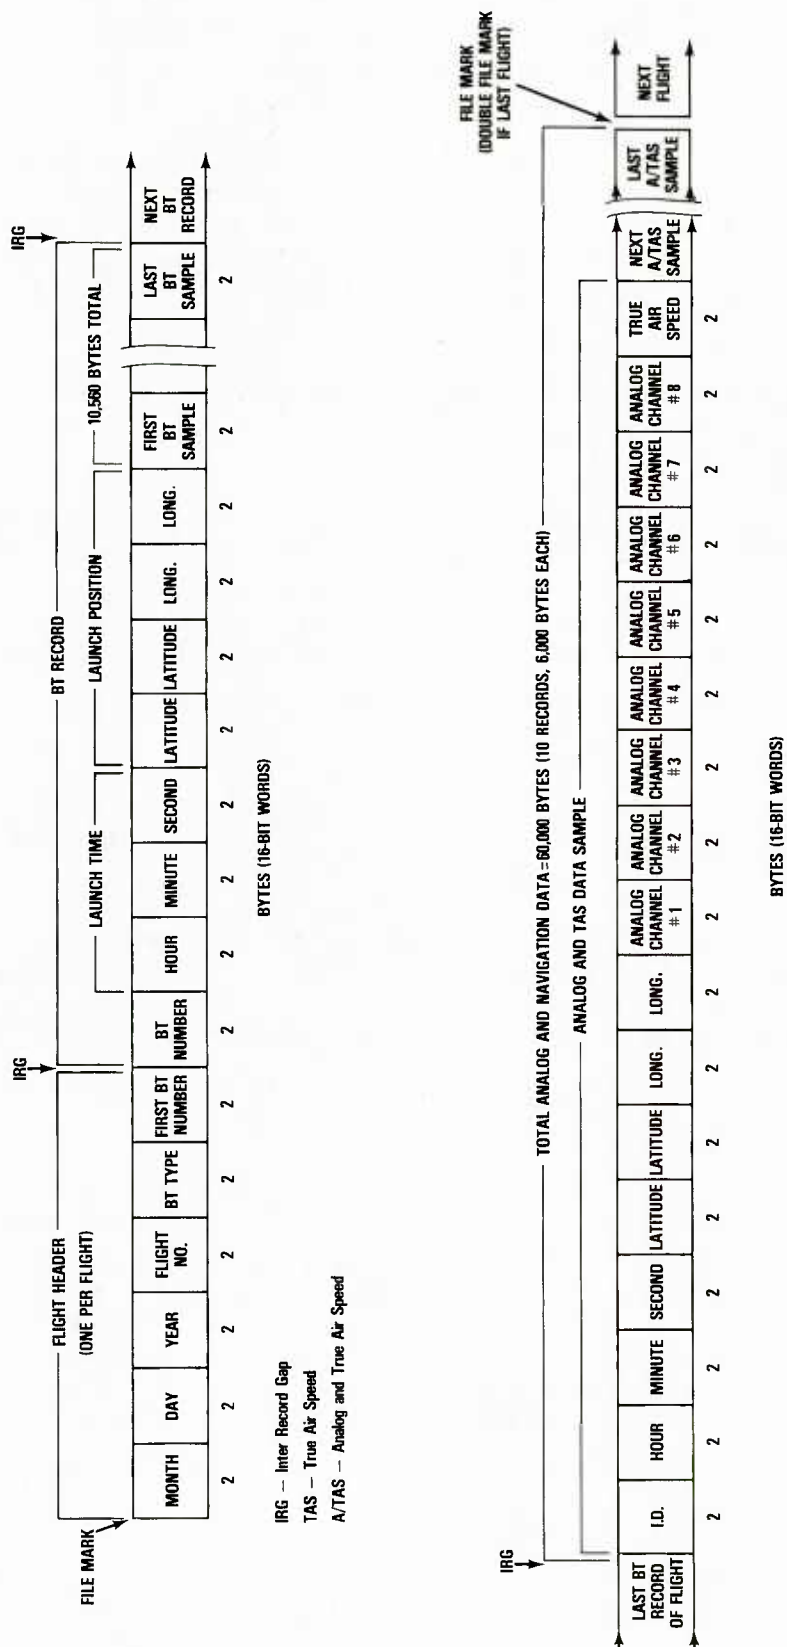 FILE MARK
FLIGHT HEADER
(ONE PER FLIGHT)
IRG
BT RECORD
LAUNCH TIME
LAUNCH POSITION
10,560 BYTES TOTAL
IRG
MONTH
DAY
YEAR
FLIGHT
NO.
BT TYPE
FIRST BT
NUMBER
BT
NUMBER
HOUR
MINUTE
SECOND
LATITUDE
LATITUDE
LONG.
LONG.
FIRST
BT
SAMPLE
LAST
BT
SAMPLE
NEXT
BT
RECORD
2 2 2 2 2 2 2 2 2 2 2 2 2 2 2 2
BYTES (16-BIT WORDS)
IRG — Inter Record Gap
TAS — True Air Speed
A/TAS — Analog and True Air Speed
IRG
TOTAL ANALOG AND NAVIGATION DATA=60,000 BYTES (10 RECORDS, 6,000 BYTES EACH)
FILE MARK
(DOUBLE FILE MARK
IF LAST FLIGHT)
ANALOG AND TAS DATA SAMPLE
LAST BT
RECORD
OF FLIGHT
I.D.
HOUR
MINUTE
SECOND
LATITUDE
LATITUDE
LONG.
LONG.
ANALOG
CHANNEL
#1
ANALOG
CHANNEL
#2
ANALOG
CHANNEL
#3
ANALOG
CHANNEL
#4
ANALOG
CHANNEL
#5
ANALOG
CHANNEL
#6
ANALOG
CHANNEL
#7
ANALOG
CHANNEL
#8
TRUE
AIR
SPEED
NEXT
A/TAS
SAMPLE
LAST
A/TAS
SAMPLE
NEXT
FLIGHT
2 2 2 2 2 2 2 2 2 2 2 2 2 2 2 2 2
BYTES (16-BIT WORDS)